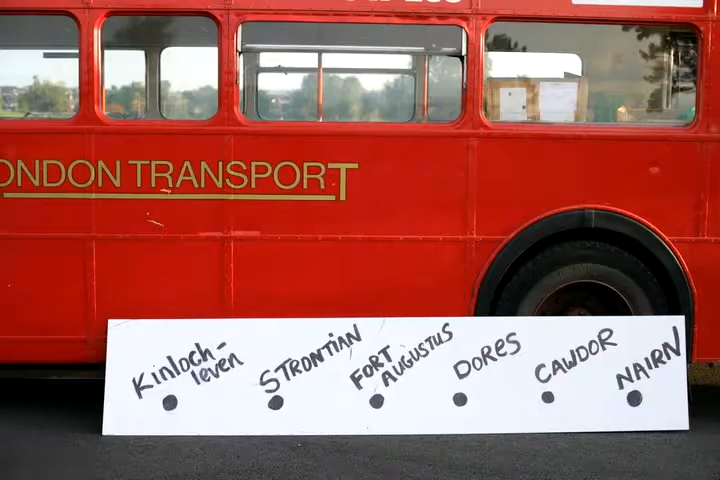 ONDON TRANSPORT
Kinloch-
leven
STRONTIAN
FORT
AUGUSTUS
DORES
CAWDOR
NAIRN